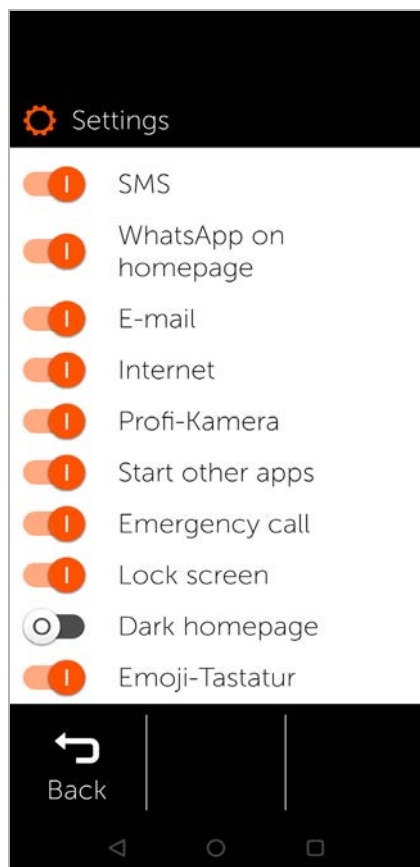 Settings
SMS
WhatsApp on
homepage
E-mail
Internet
Profi-Kamera
Start other apps
Emergency call
Lock screen
Dark homepage
Emoji-Tastatur
Back